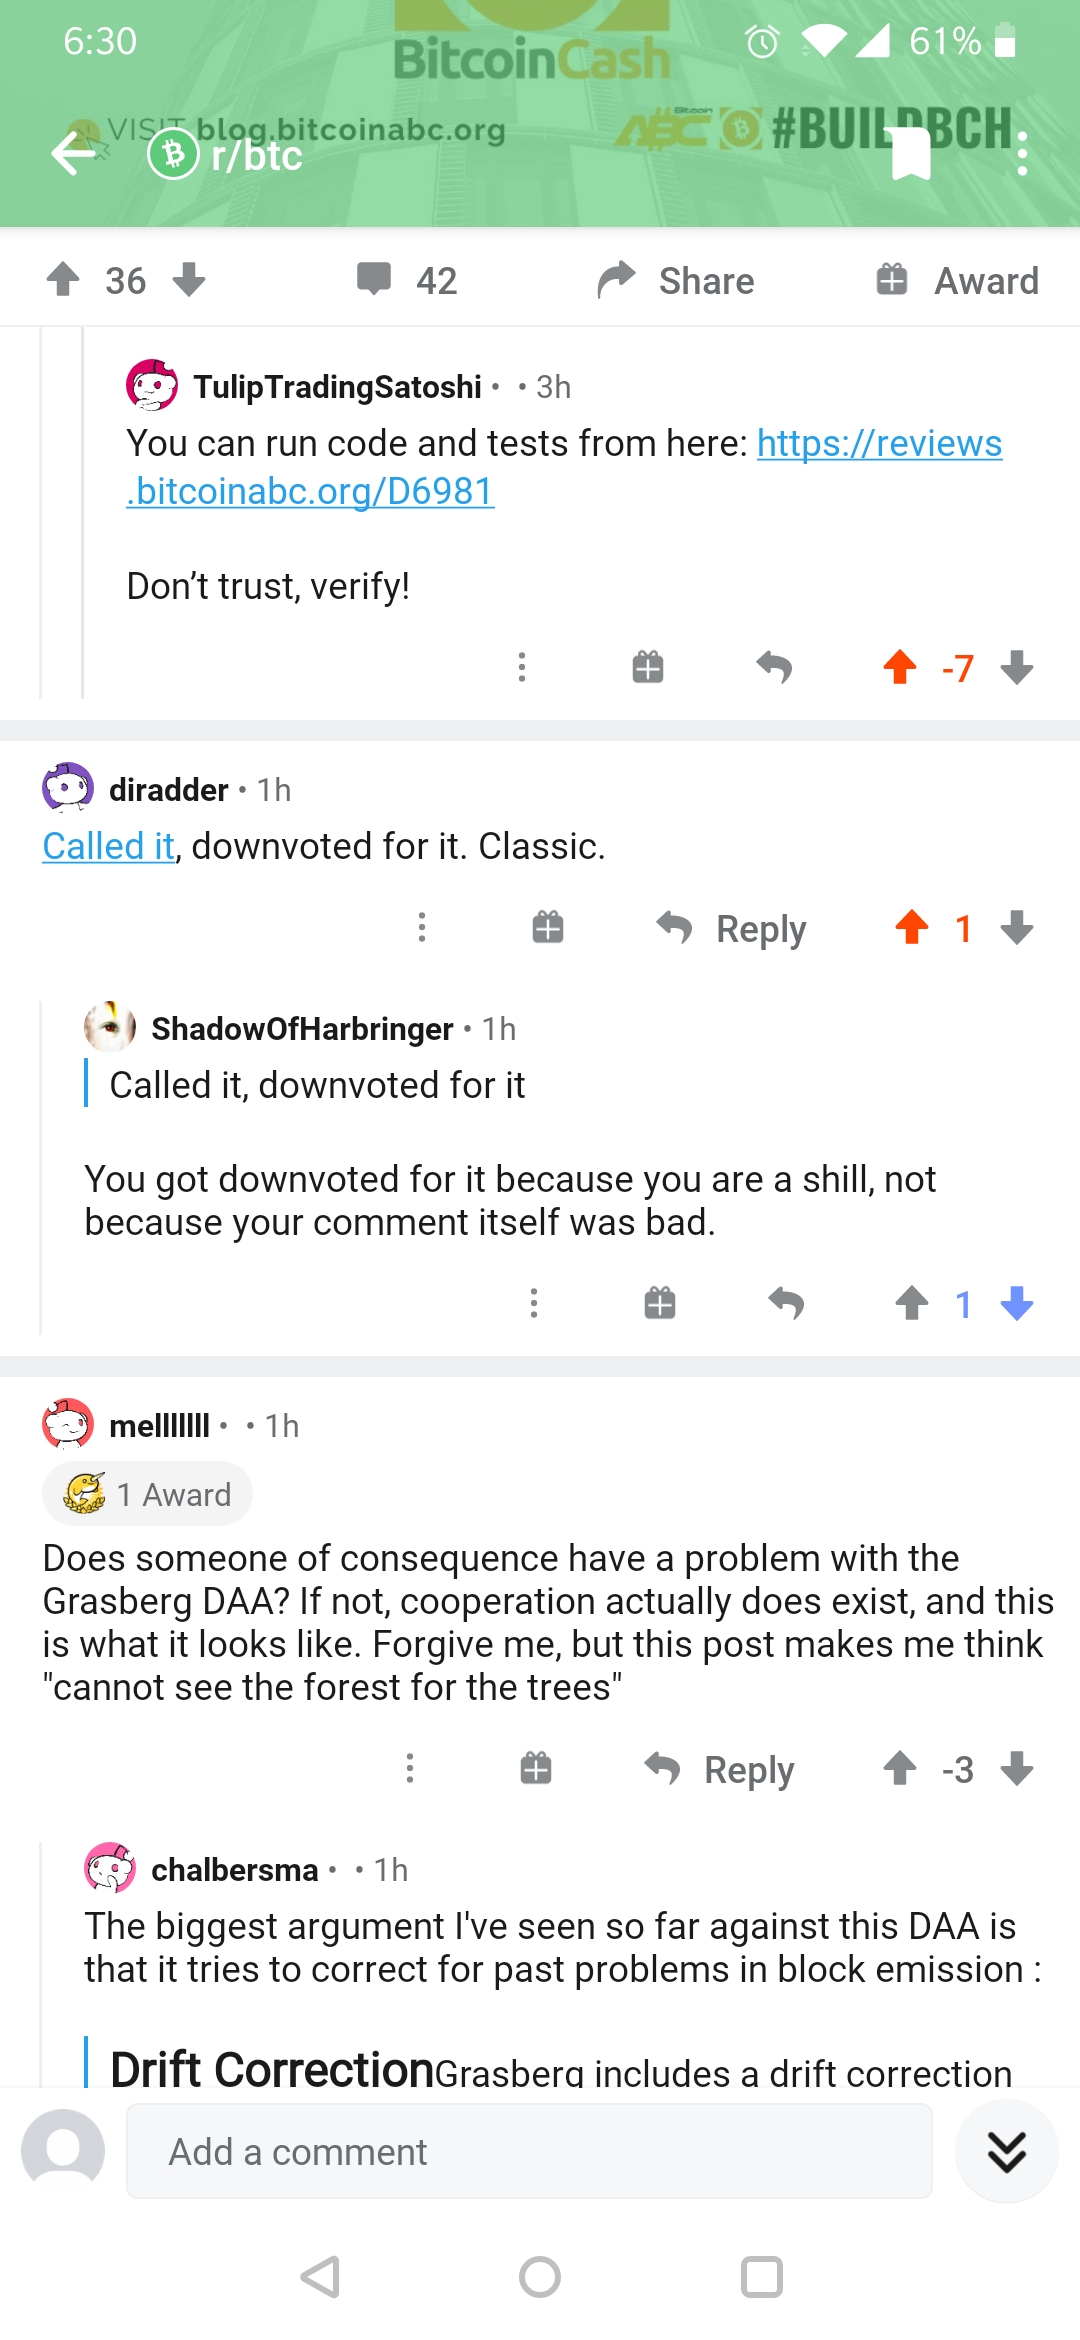 6:30
61%
BitcoinCash
VISIT blog.bitcoinabc.org
Bitcoin
ABC #BUILDBCH
r/btc
36
42
Share
Award
TulipTradingSatoshi • • 3h
You can run code and tests from here: https://reviews
.bitcoinabc.org/D6981
Don’t trust, verify!
-7
diradder • 1h
Called it, downvoted for it. Classic.
Reply
1
ShadowOfHarbringer • 1h
Called it, downvoted for it
You got downvoted for it because you are a shill, not
because your comment itself was bad.
1
melllllll • • 1h
1 Award
Does someone of consequence have a problem with the
Grasberg DAA? If not, cooperation actually does exist, and this
is what it looks like. Forgive me, but this post makes me think
"cannot see the forest for the trees"
Reply
-3
chalbersma • • 1h
The biggest argument I've seen so far against this DAA is
that it tries to correct for past problems in block emission :
Drift CorrectionGrasberg includes a drift correction
Add a comment